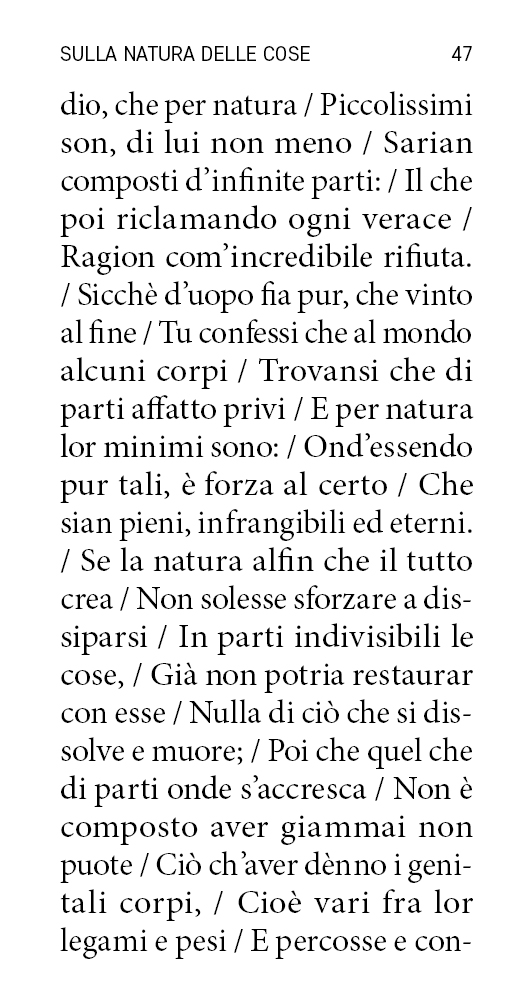 SULLA NATURA DELLE COSE 47
dio, che per natura / Piccolissimi
son, di lui non meno / Sarian
composti d’infinite parti: / Il che
poi riclamando ogni verace /
Ragion com’incredibile rifiuta.
/ Sicchè d’uopo fia pur, che vinto
al fine / Tu confessi che al mondo
alcuni corpi / Trovansi che di
parti affatto privi / E per natura
lor minimi sono: / Ond’essendo
pur tali, è forza al certo / Che
sian pieni, infrangibili ed eterni.
/ Se la natura alfin che il tutto
crea / Non solesse sforzare a dis-
siparsi / In parti indivisibili le
cose, / Già non potria restaurar
con esse / Nulla di ciò che si dis-
solve e muore; / Poi che quel che
di parti onde s’accresca / Non è
composto aver giammai non
puote / Ciò ch’aver dènno i geni-
tali corpi, / Cioè vari fra lor
legami e pesi / E percosse e con-